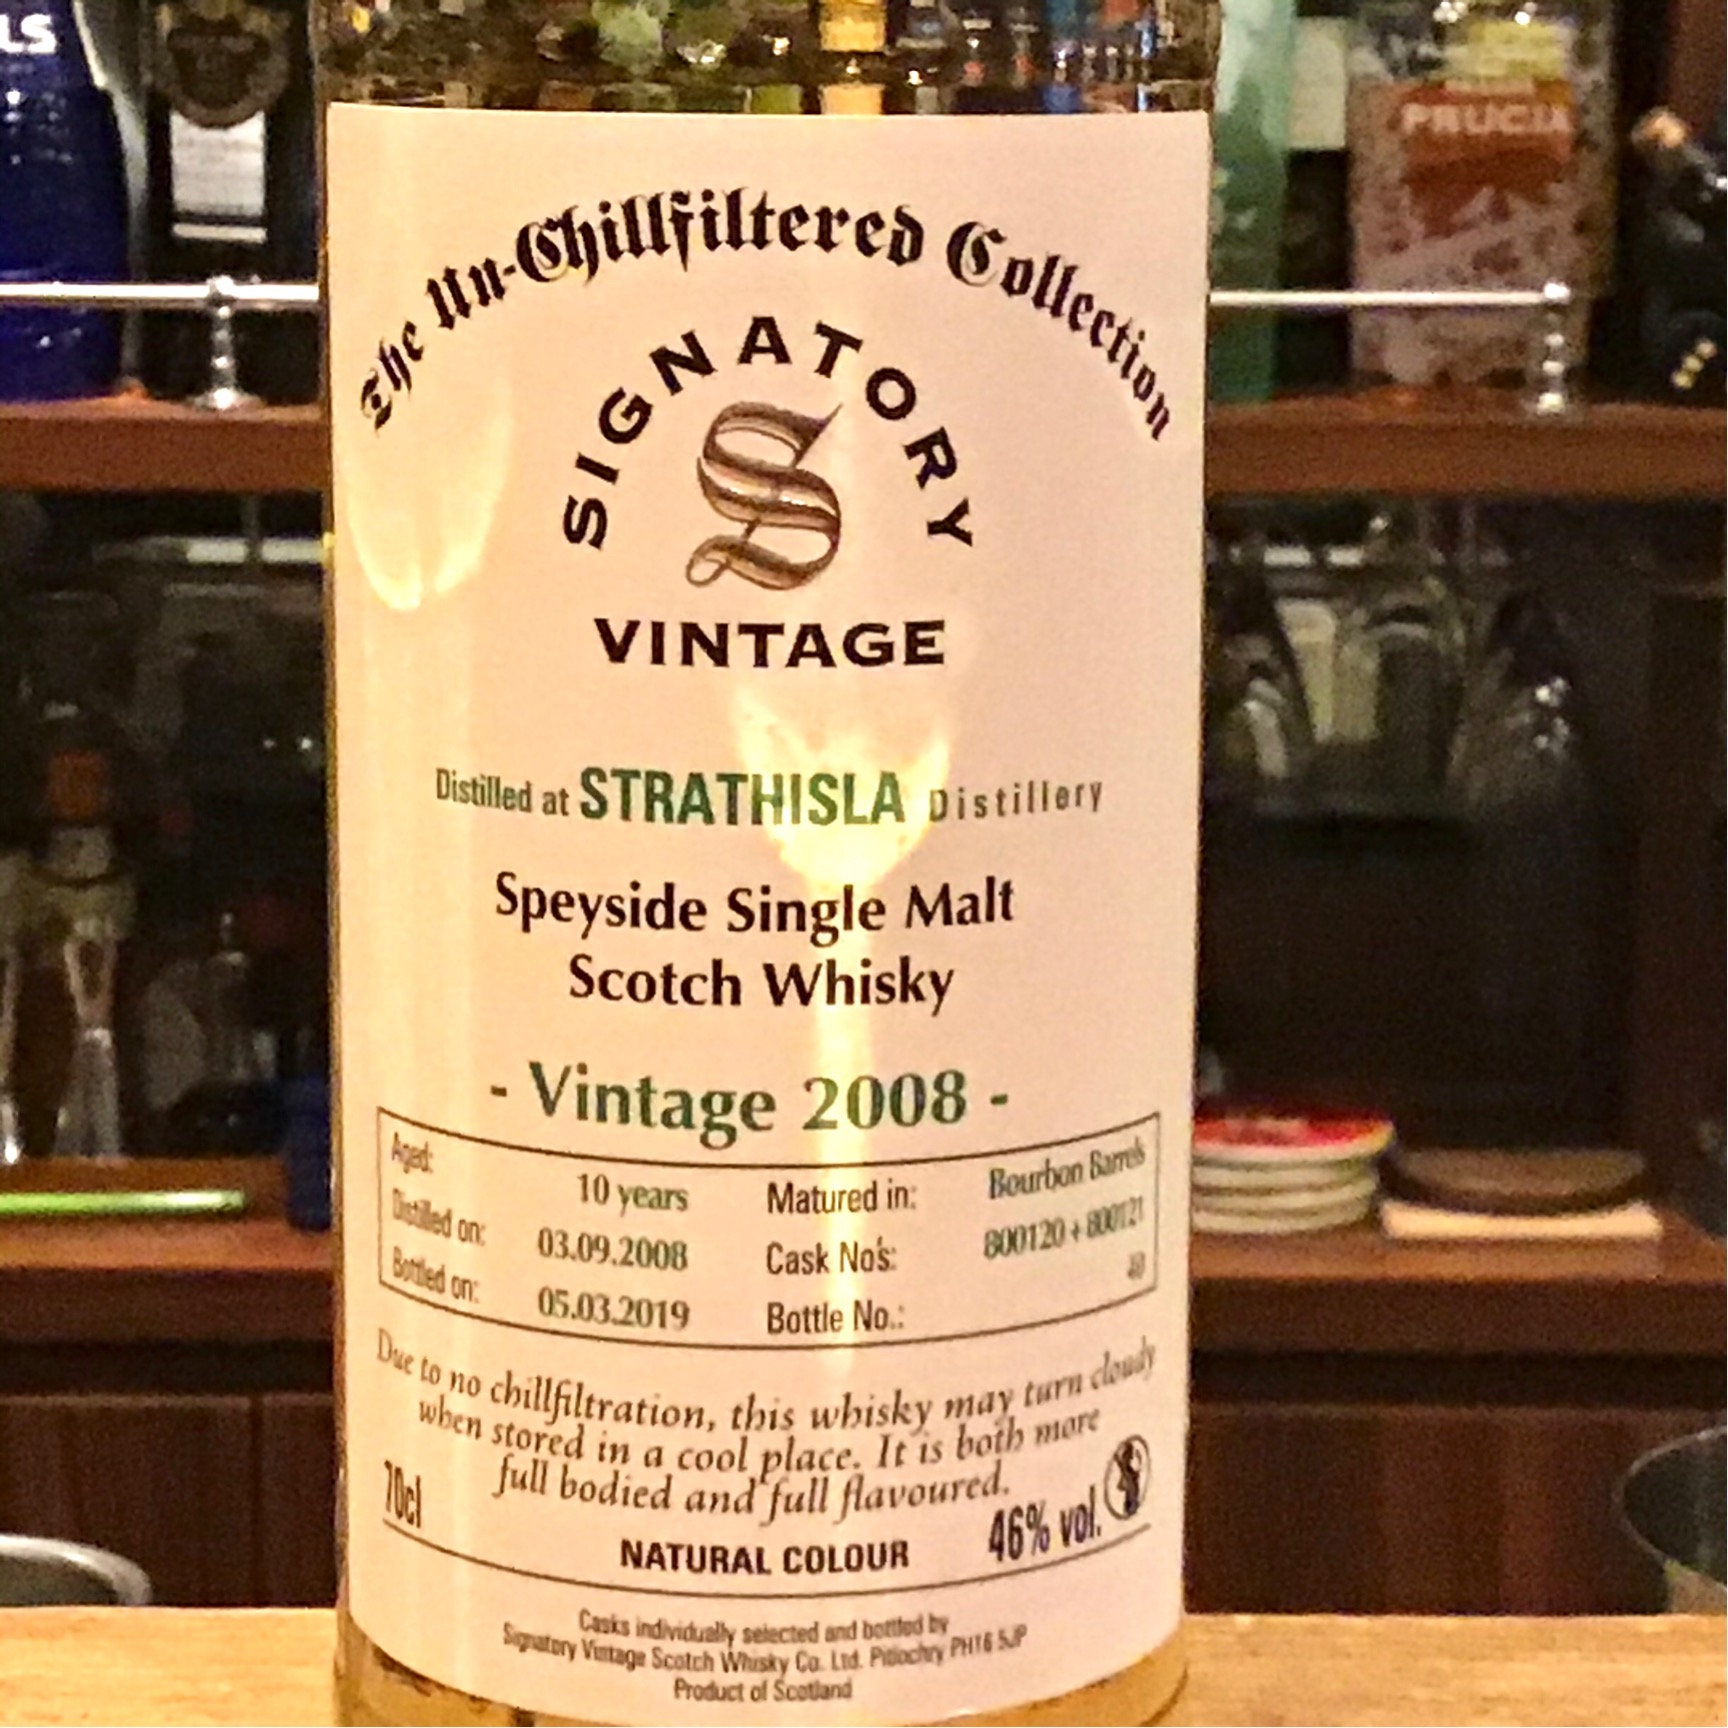 LS
PRUCIA
The Un-Chillfiltered Collection
SIGNATORY
S
VINTAGE
Distilled at STRATHISLA Distillery
Speyside Single Malt
Scotch Whisky
- Vintage 2008 -
Aged: 10 years Matured in: Bourbon Barrels
Distilled on: 03.09.2008 Cask No's: 800120 + 800121
Bottled on: 05.03.2019 Bottle No.:
Due to no chillfiltration, this whisky may turn cloudy
when stored in a cool place. It is both more
full bodied and full flavoured.
70cl NATURAL COLOUR 46% vol.
Casks individually selected and bottled by
Signatory Vintage Scotch Whisky Co. Ltd. Pitlochry PH16 5JP
Product of Scotland